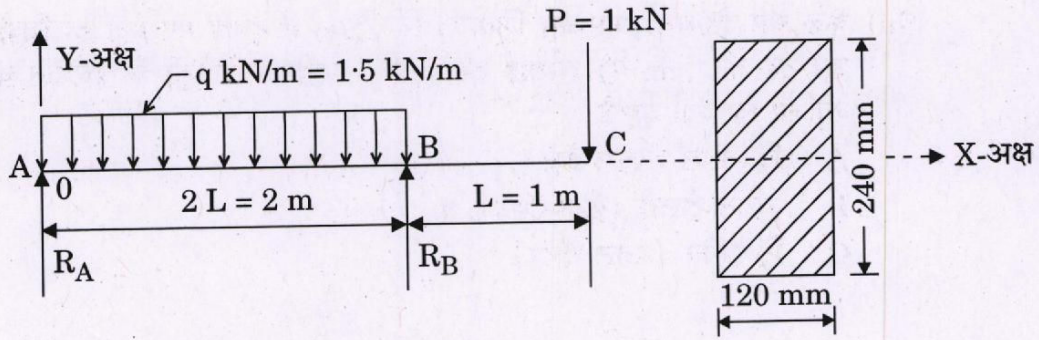 P = 1 kN
Y-अक्ष
q kN/m = 1·5 kN/m
A
B
C
X-अक्ष
0
2 L = 2 m
L = 1 m
240 mm
R_A
R_B
120 mm